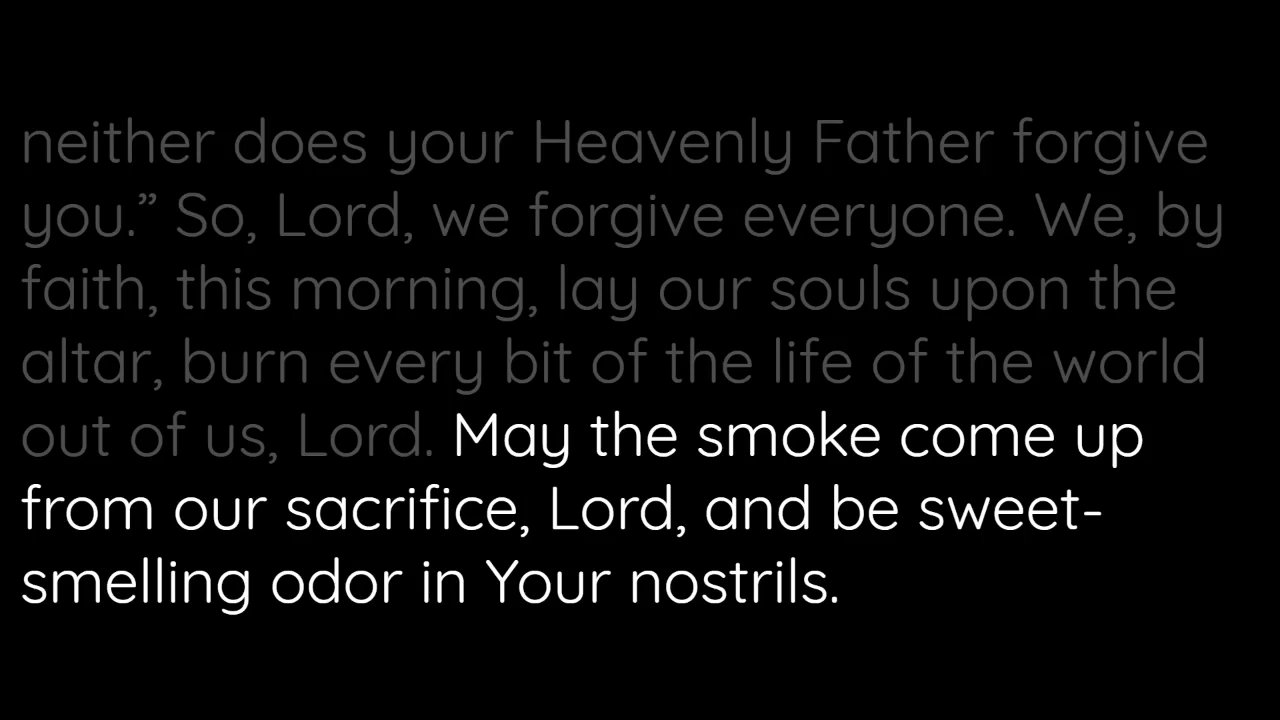 neither does your Heavenly Father forgive
you.” So, Lord, we forgive everyone. We, by
faith, this morning, lay our souls upon the
altar, burn every bit of the life of the world
out of us, Lord. May the smoke come up
from our sacrifice, Lord, and be sweet-
smelling odor in Your nostrils.